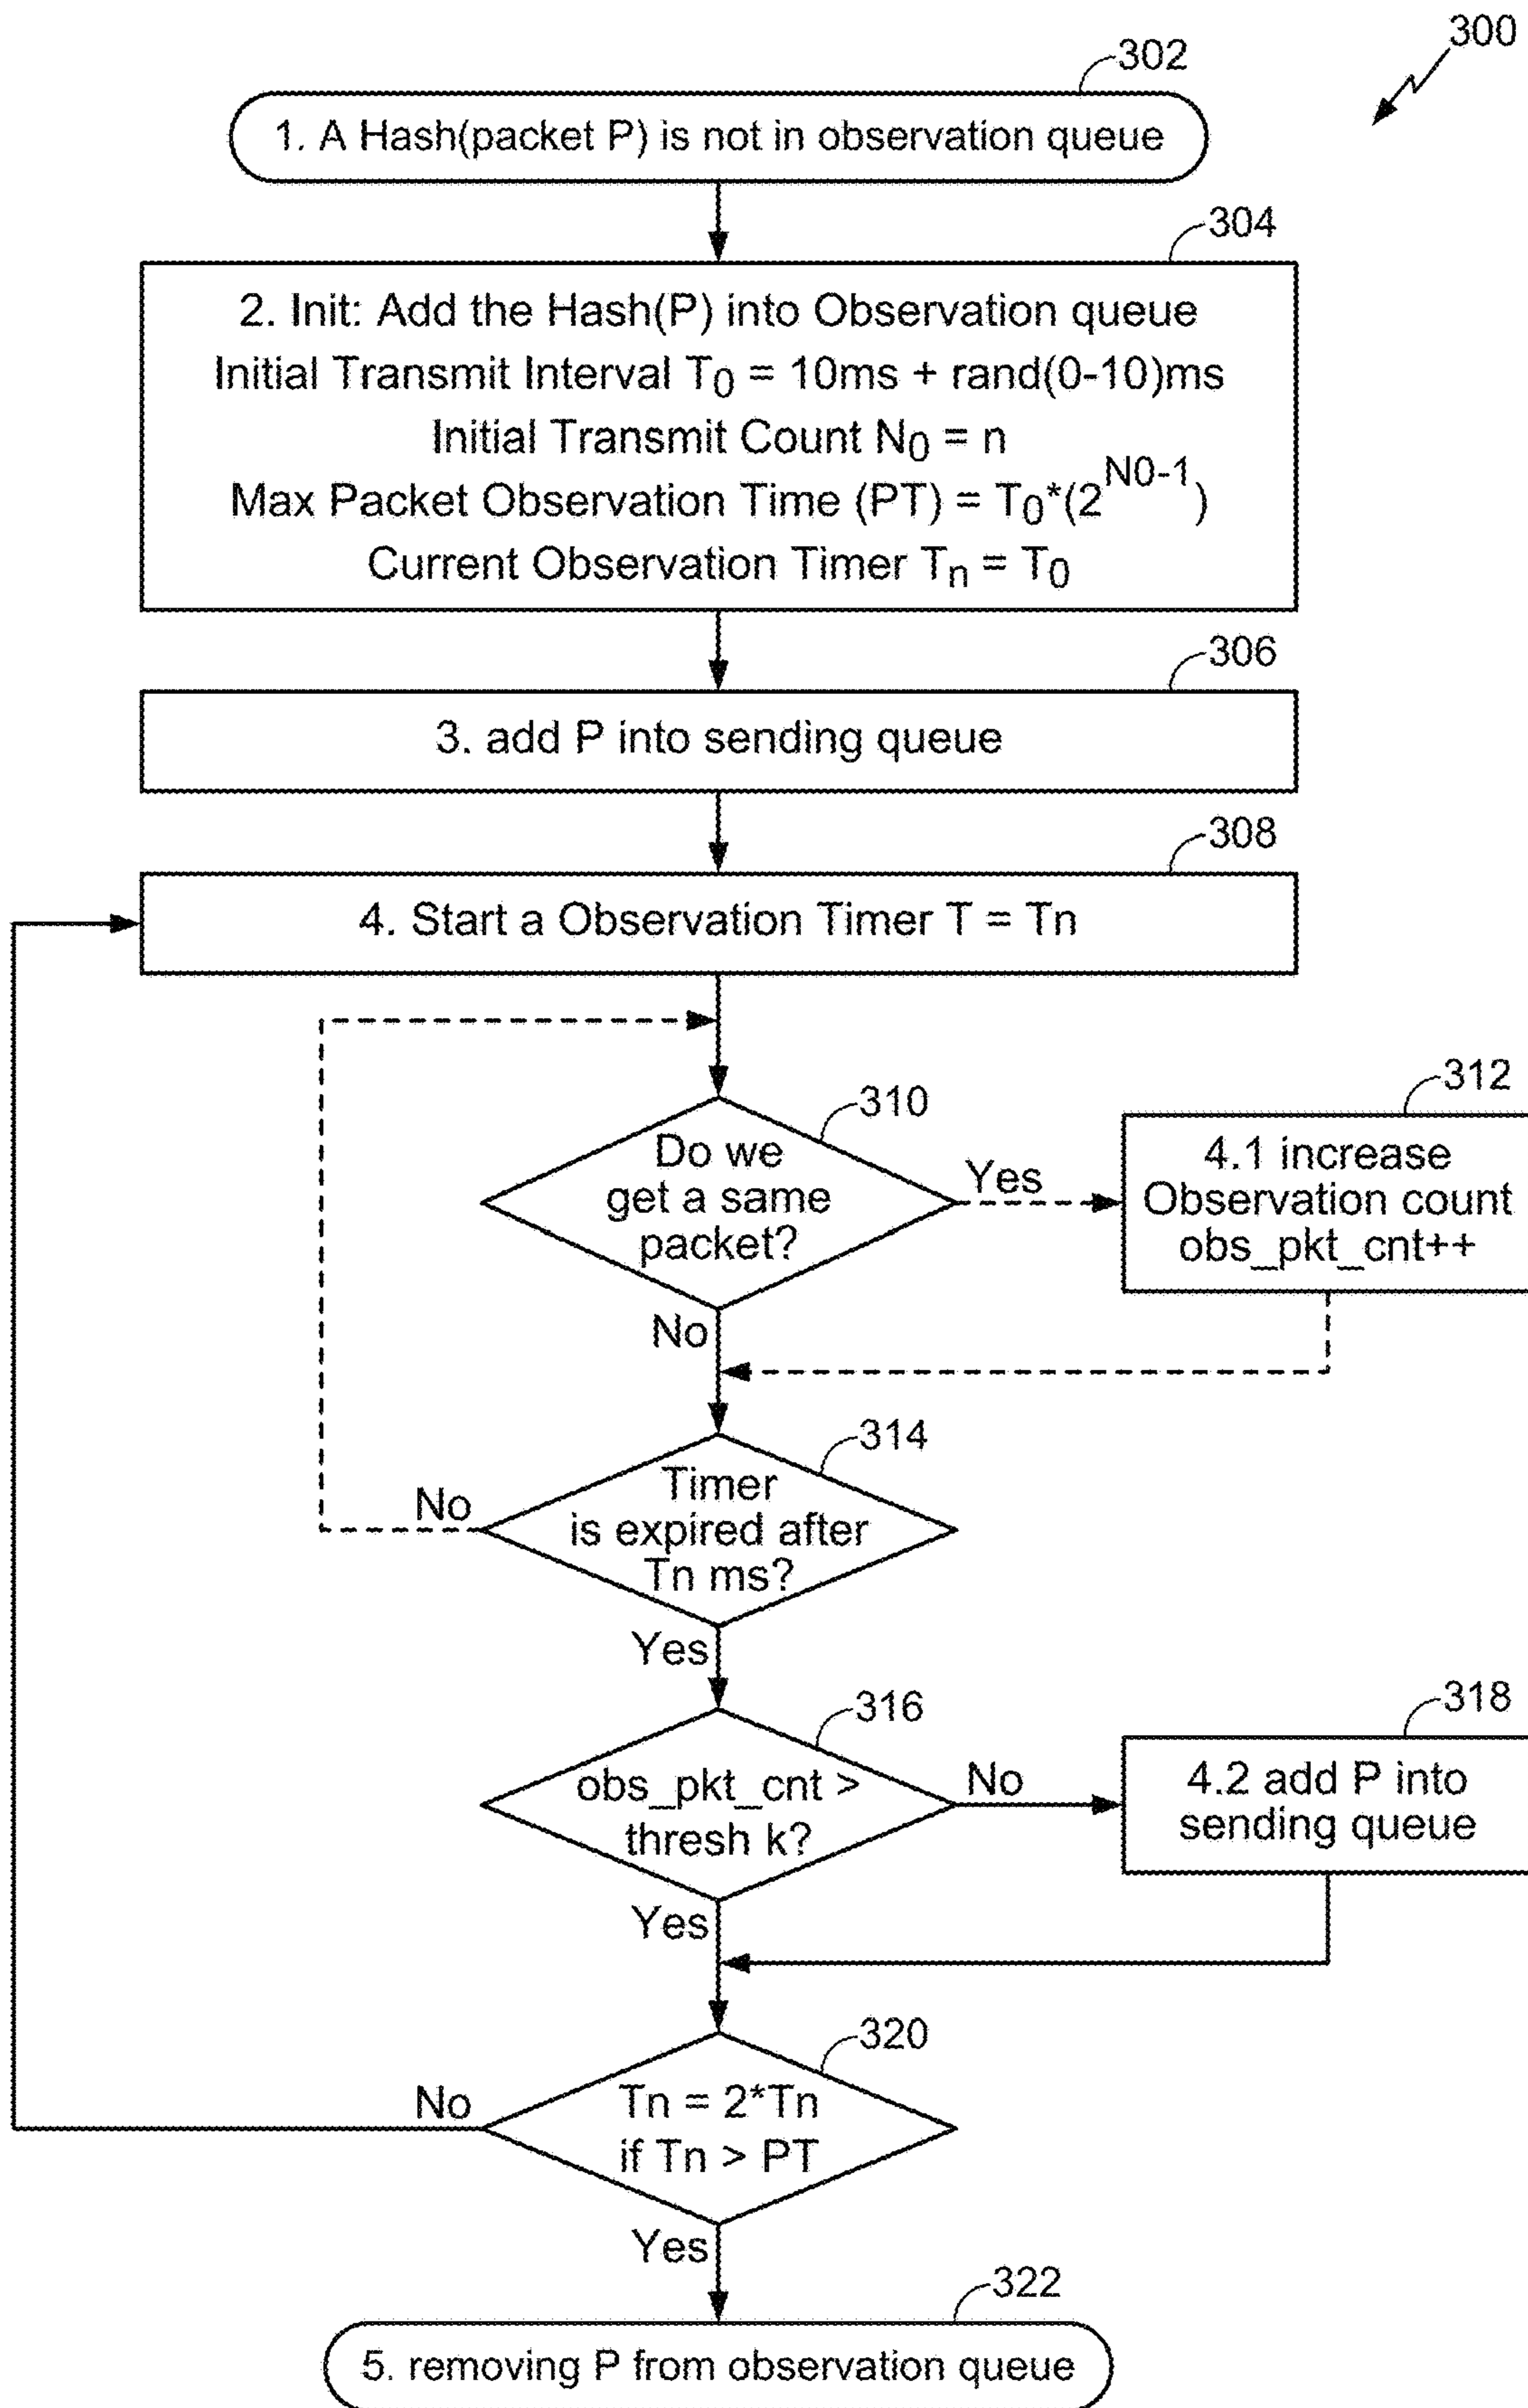 300
302
1. A Hash(packet P) is not in observation queue
304
2. Init: Add the Hash(P) into Observation queue
Initial Transmit Interval T0 = 10ms + rand(0-10)ms
Initial Transmit Count N0 = n
Max Packet Observation Time (PT) = T0*(2^N0-1)
Current Observation Timer Tn = T0
306
3. add P into sending queue
308
4. Start a Observation Timer T = Tn
310
Do we
get a same
packet?
Yes
312
4.1 increase
Observation count
obs_pkt_cnt++
No
314
Timer
is expired after
Tn ms?
No
Yes
316
obs_pkt_cnt >
thresh k?
No
318
4.2 add P into
sending queue
Yes
320
Tn = 2*Tn
if Tn > PT
No
Yes
322
5. removing P from observation queue